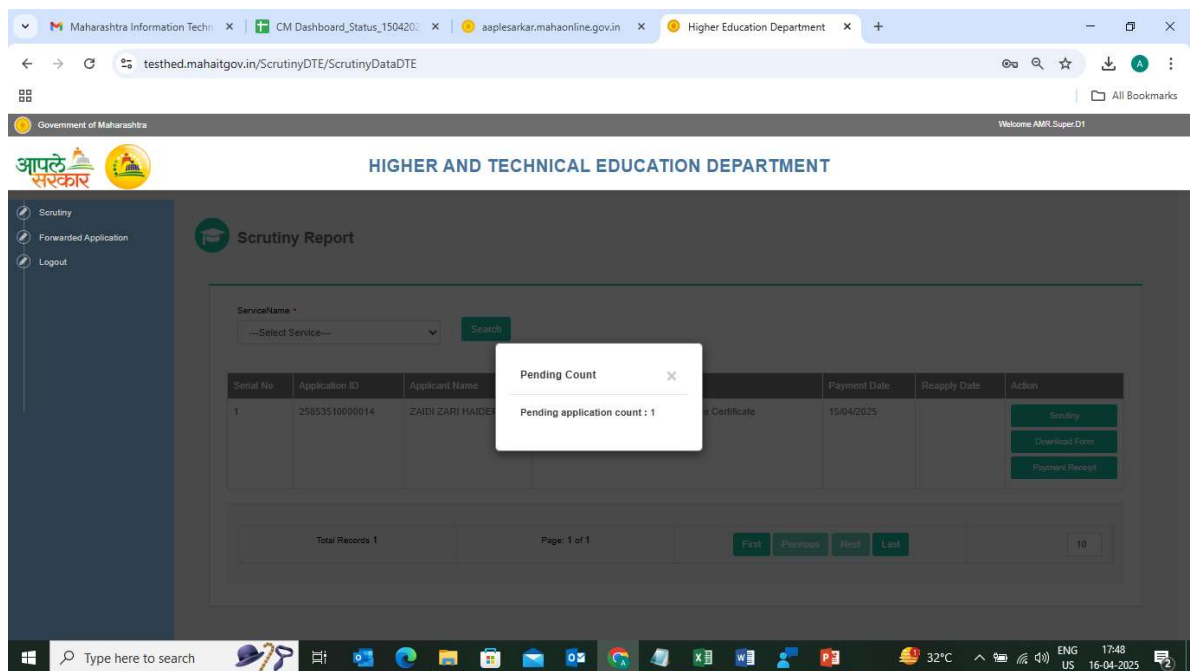 Maharashtra Information Techn
CM Dashboard_Status_150420
aaplesarkar.mahaonline.gov.in
Higher Education Department
testhed.mahaitgov.in/ScrutinyDTE/ScrutinyDataDTE
All Bookmarks
Government of Maharashtra
Welcome AMR.Super.D1
आपले
सरकार
HIGHER AND TECHNICAL EDUCATION DEPARTMENT
Scrutiny
Forwarded Application
Logout
Scrutiny Report
ServiceName *
---Select Service---
Search
Pending Count ×
Pending application count : 1
Serial No Application ID Applicant Name Payment Date Reapply Date Action
1 25853510000014 ZAIDI ZARI HAIDER Certificate 15/04/2025 Scrutiny
Download Form
Payment Receipt
Total Records 1 Page: 1 of 1 First Previous Next Last 10
Type here to search
32°C
ENG
US
17:48
16-04-2025